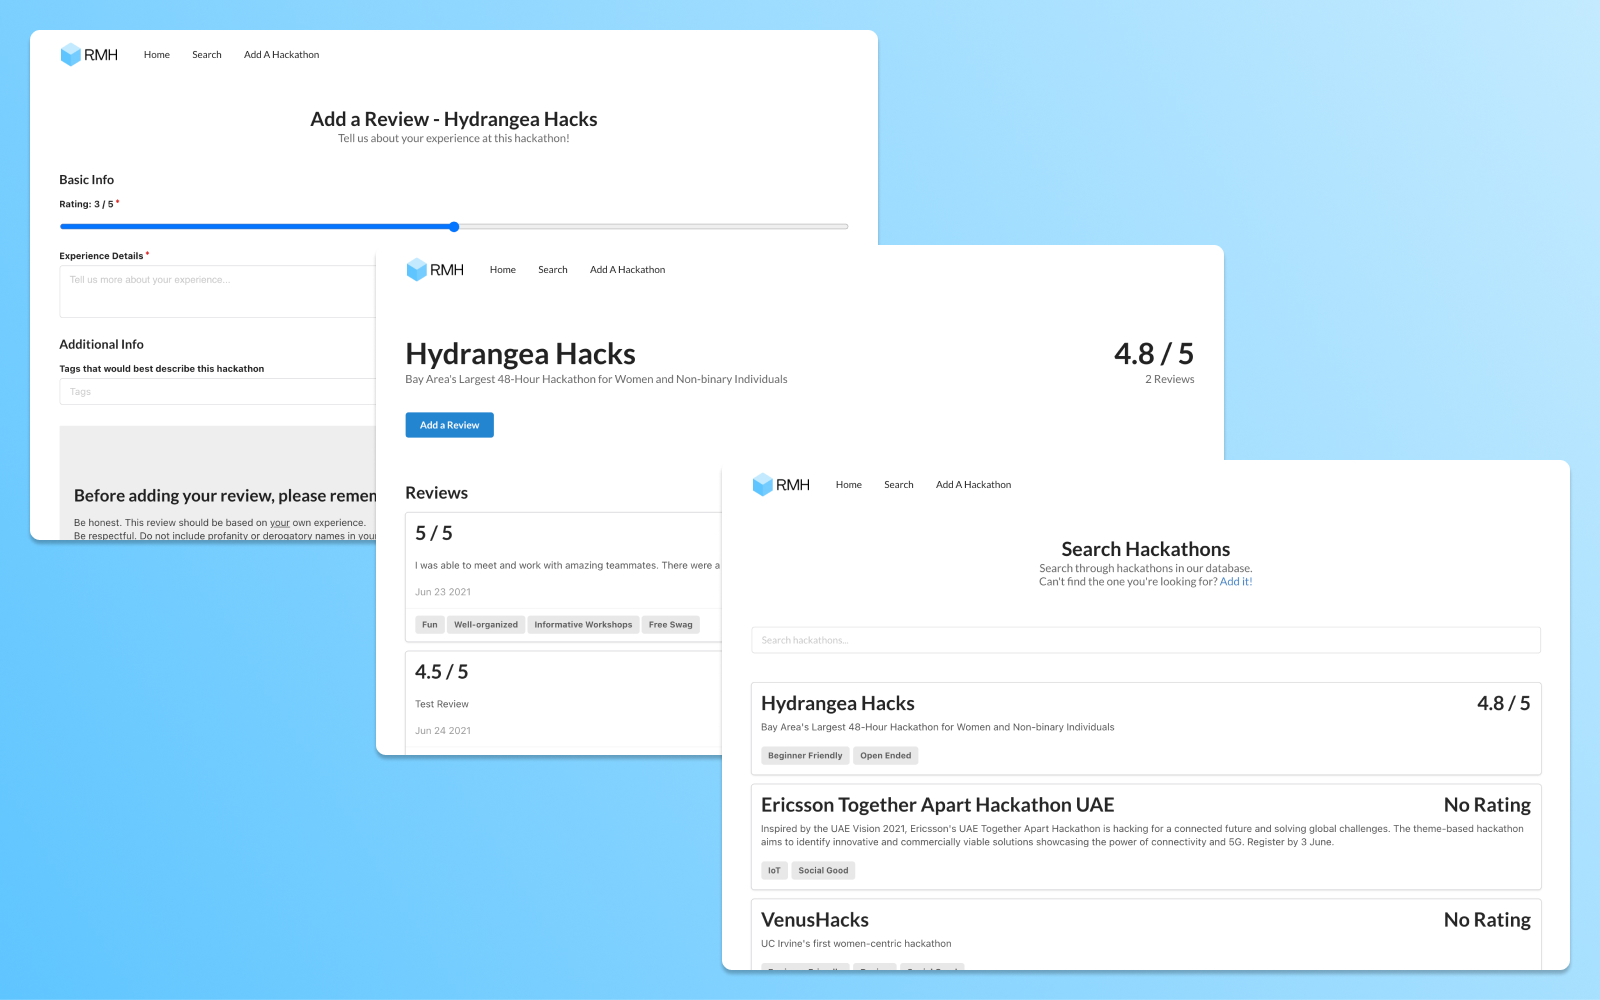 RMH Home Search Add A Hackathon
Add a Review - Hydrangea Hacks
Tell us about your experience at this hackathon!
Basic Info
Rating: 3 / 5 *
Experience Details *
Tell us more about your experience...
Additional Info
Tags that would best describe this hackathon
Tags
Before adding your review, please
Be honest. This review should be based on your own experience.
Be respectful. Do not include profanity or derogatory names in your
RMH Home Search Add A Hackathon
Hydrangea Hacks
4.8 / 5
Bay Area's Largest 48-Hour Hackathon for Women and Non-binary Individuals
2 Reviews
Add a Review
Reviews
5 / 5
I was able to meet and work with amazing teammates. There were a
Jun 23 2021
Fun Well-organized Informative Workshops Free Swag
4.5 / 5
Test Review
Jun 24 2021
RMH Home Search Add A Hackathon
Search Hackathons
Search through hackathons in our database.
Can't find the one you're looking for? Add it!
Search hackathons...
Hydrangea Hacks
4.8 / 5
Bay Area's Largest 48-Hour Hackathon for Women and Non-binary Individuals
Beginner Friendly Open Ended
Ericsson Together Apart Hackathon UAE
No Rating
Inspired by the UAE Vision 2021, Ericsson's UAE Together Apart Hackathon is hacking for a connected future and solving global challenges. The theme-based hackathon
aims to identify innovative and commercially viable solutions showcasing the power of connectivity and 5G. Register by 3 June.
IoT Social Good
VenusHacks
No Rating
UC Irvine's first women-centric hackathon